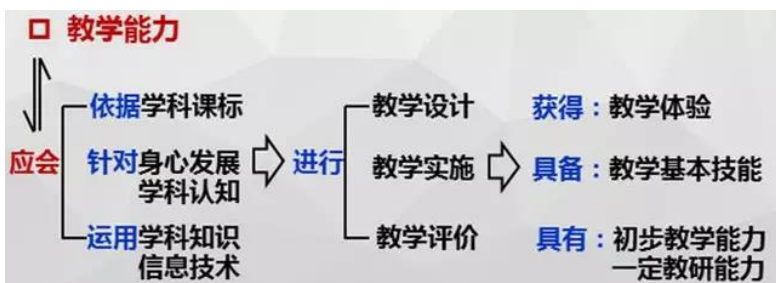 教学能力
应会
依据学科课标
针对身心发展
学科认知
运用学科知识
信息技术
进行
教学设计
教学实施
教学评价
获得：教学体验
具备：教学基本技能
具有：初步教学能力
一定教研能力